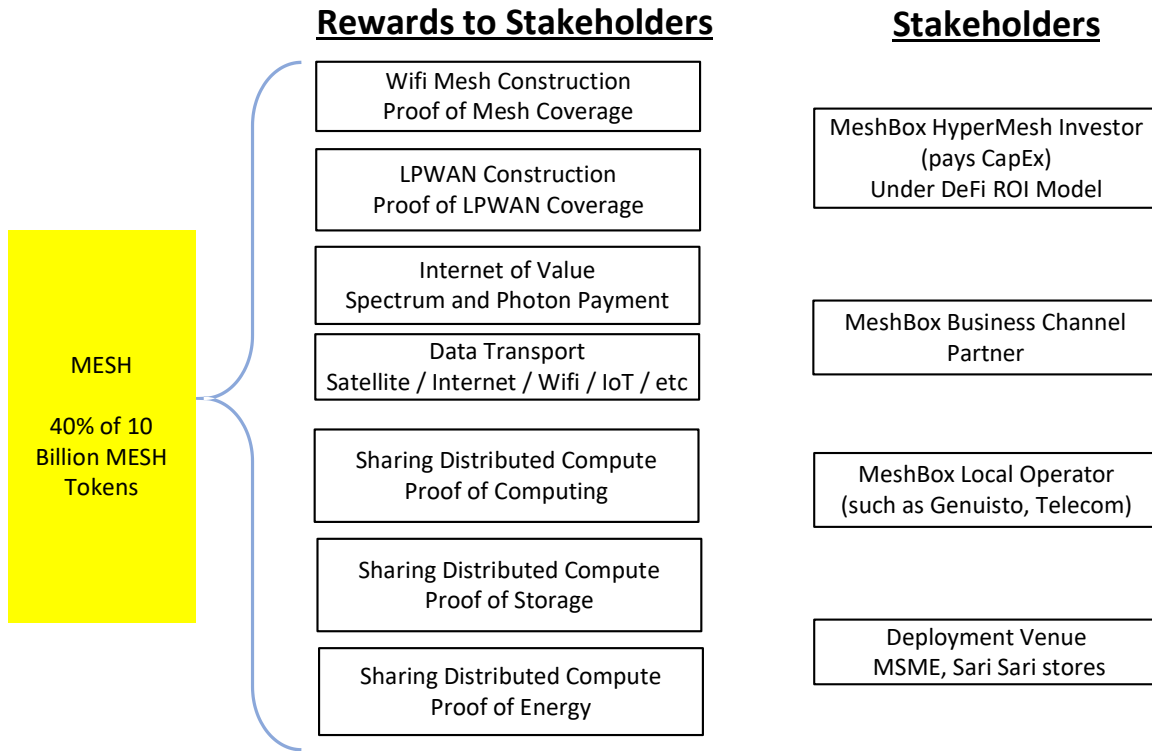 Rewards to Stakeholders
Stakeholders
MESH
40% of 10
Billion MESH
Tokens
Wifi Mesh Construction
Proof of Mesh Coverage
LPWAN Construction
Proof of LPWAN Coverage
Internet of Value
Spectrum and Photon Payment
Data Transport
Satellite / Internet / Wifi / IoT / etc
Sharing Distributed Compute
Proof of Computing
Sharing Distributed Compute
Proof of Storage
Sharing Distributed Compute
Proof of Energy
MeshBox HyperMesh Investor
(pays CapEx)
Under DeFi ROI Model
MeshBox Business Channel
Partner
MeshBox Local Operator
(such as Genuisto, Telecom)
Deployment Venue
MSME, Sari Sari stores